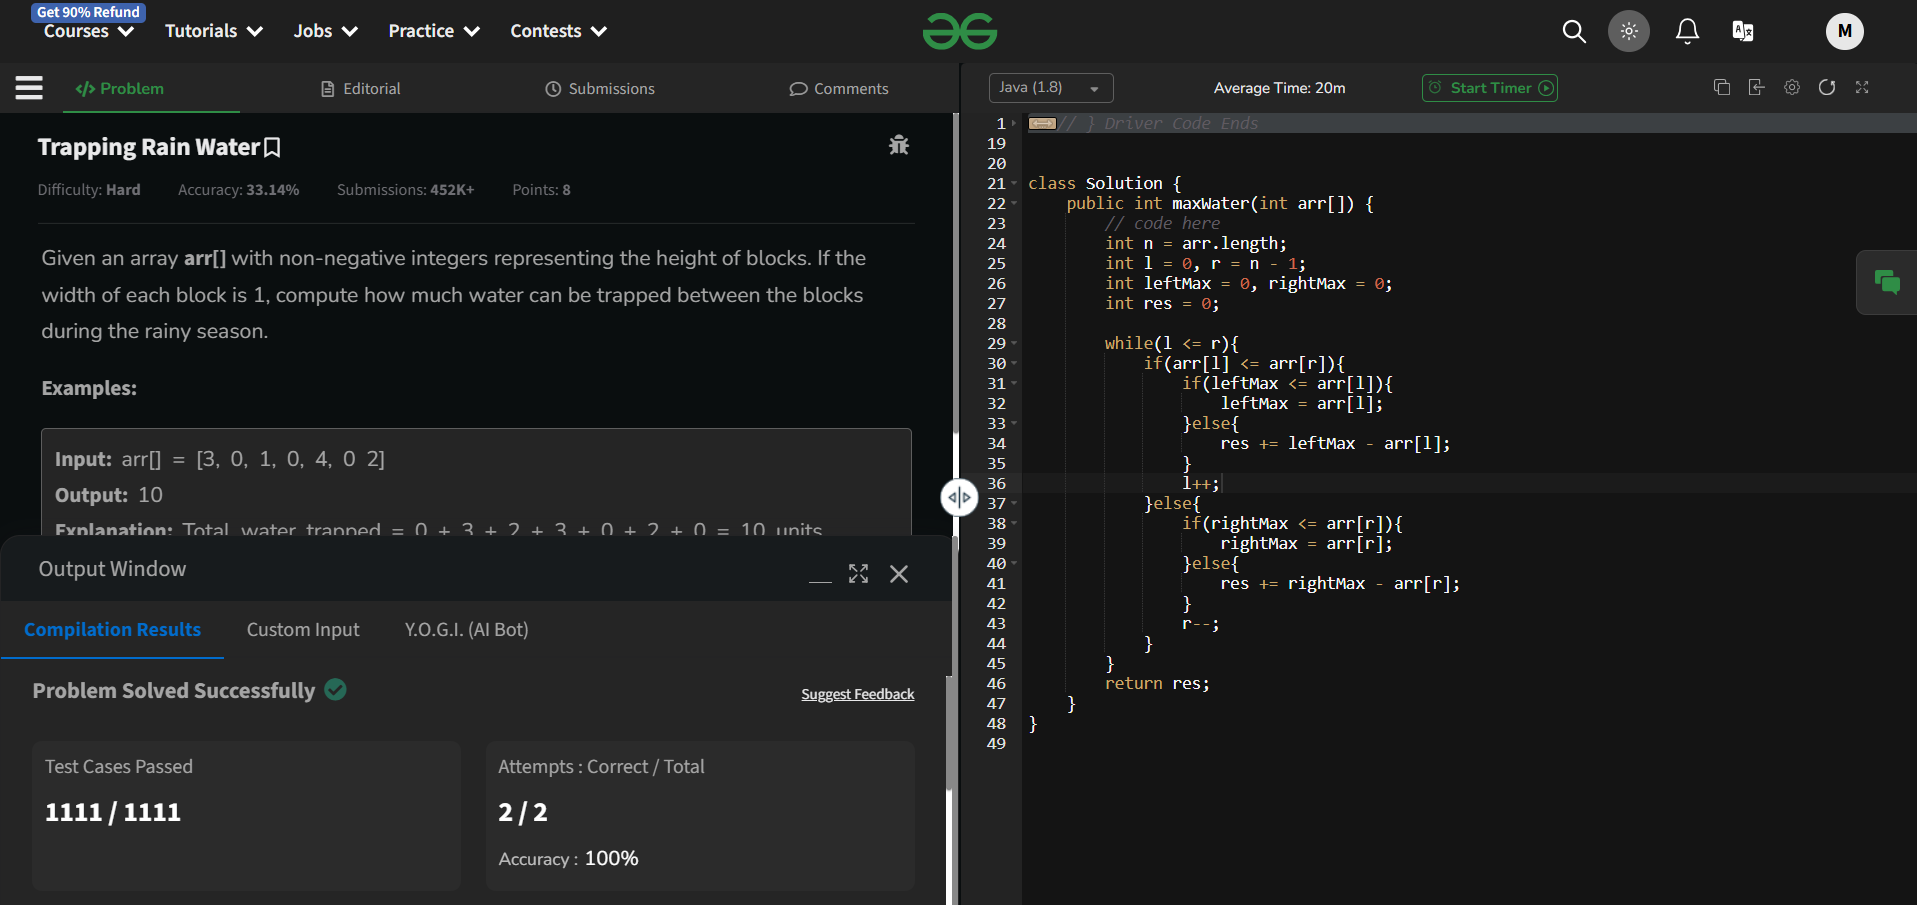 Get 90% Refund
Courses Tutorials Jobs Practice Contests
M
Problem Editorial Submissions Comments
Trapping Rain Water
Difficulty: Hard Accuracy: 33.14% Submissions: 452K+ Points: 8
Given an array arr[] with non-negative integers representing the height of blocks. If the
width of each block is 1, compute how much water can be trapped between the blocks
during the rainy season.
Examples:
Input: arr[] = [3, 0, 1, 0, 4, 0 2]
Output: 10
Explanation: Total water trapped = 0 + 3 + 2 + 3 + 0 + 2 + 0 = 10 units
Output Window
Compilation Results Custom Input Y.O.G.I. (AI Bot)
Problem Solved Successfully
Suggest Feedback
Test Cases Passed
1111 / 1111
Attempts : Correct / Total
2 / 2
Accuracy : 100%
Java (1.8) Average Time: 20m Start Timer
1 // } Driver Code Ends
19
20
21 class Solution {
22 public int maxWater(int arr[]) {
23 // code here
24 int n = arr.length;
25 int l = 0, r = n - 1;
26 int leftMax = 0, rightMax = 0;
27 int res = 0;
28
29 while(l <= r){
30 if(arr[l] <= arr[r]){
31 if(leftMax <= arr[l]){
32 leftMax = arr[l];
33 }else{
34 res += leftMax - arr[l];
35 }
36 l++;
37 }else{
38 if(rightMax <= arr[r]){
39 rightMax = arr[r];
40 }else{
41 res += rightMax - arr[r];
42 }
43 r--;
44 }
45 }
46 return res;
47 }
48 }
49